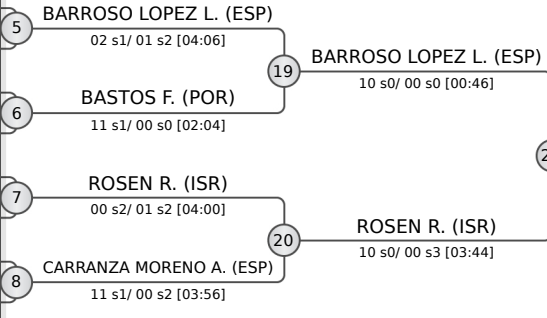 5
BARROSO LOPEZ L. (ESP)
02 s1/ 01 s2 [04:06]
19
BARROSO LOPEZ L. (ESP)
10 s0/ 00 s0 [00:46]
6
BASTOS F. (POR)
11 s1/ 00 s0 [02:04]
7
ROSEN R. (ISR)
00 s2/ 01 s2 [04:00]
20
ROSEN R. (ISR)
10 s0/ 00 s3 [03:44]
8
CARRANZA MORENO A. (ESP)
11 s1/ 00 s2 [03:56]